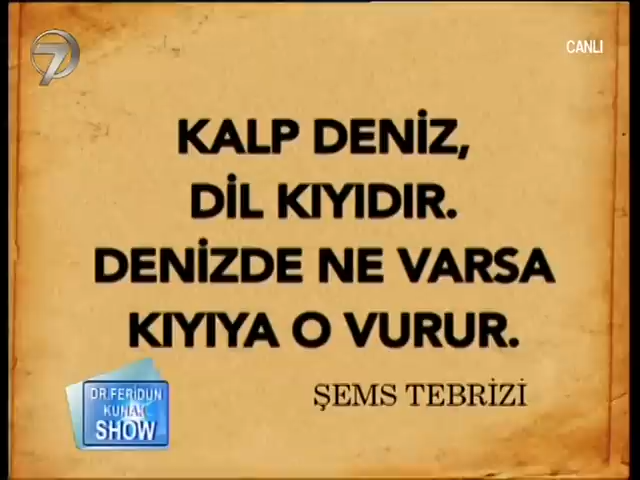 7
CANLI
KALP DENİZ,
DİL KIYIDIR.
DENİZDE NE VARSA
KIYIYA O VURUR.
ŞEMS TEBRİZİ
DR.FERİDUN
KUNAK
SHOW